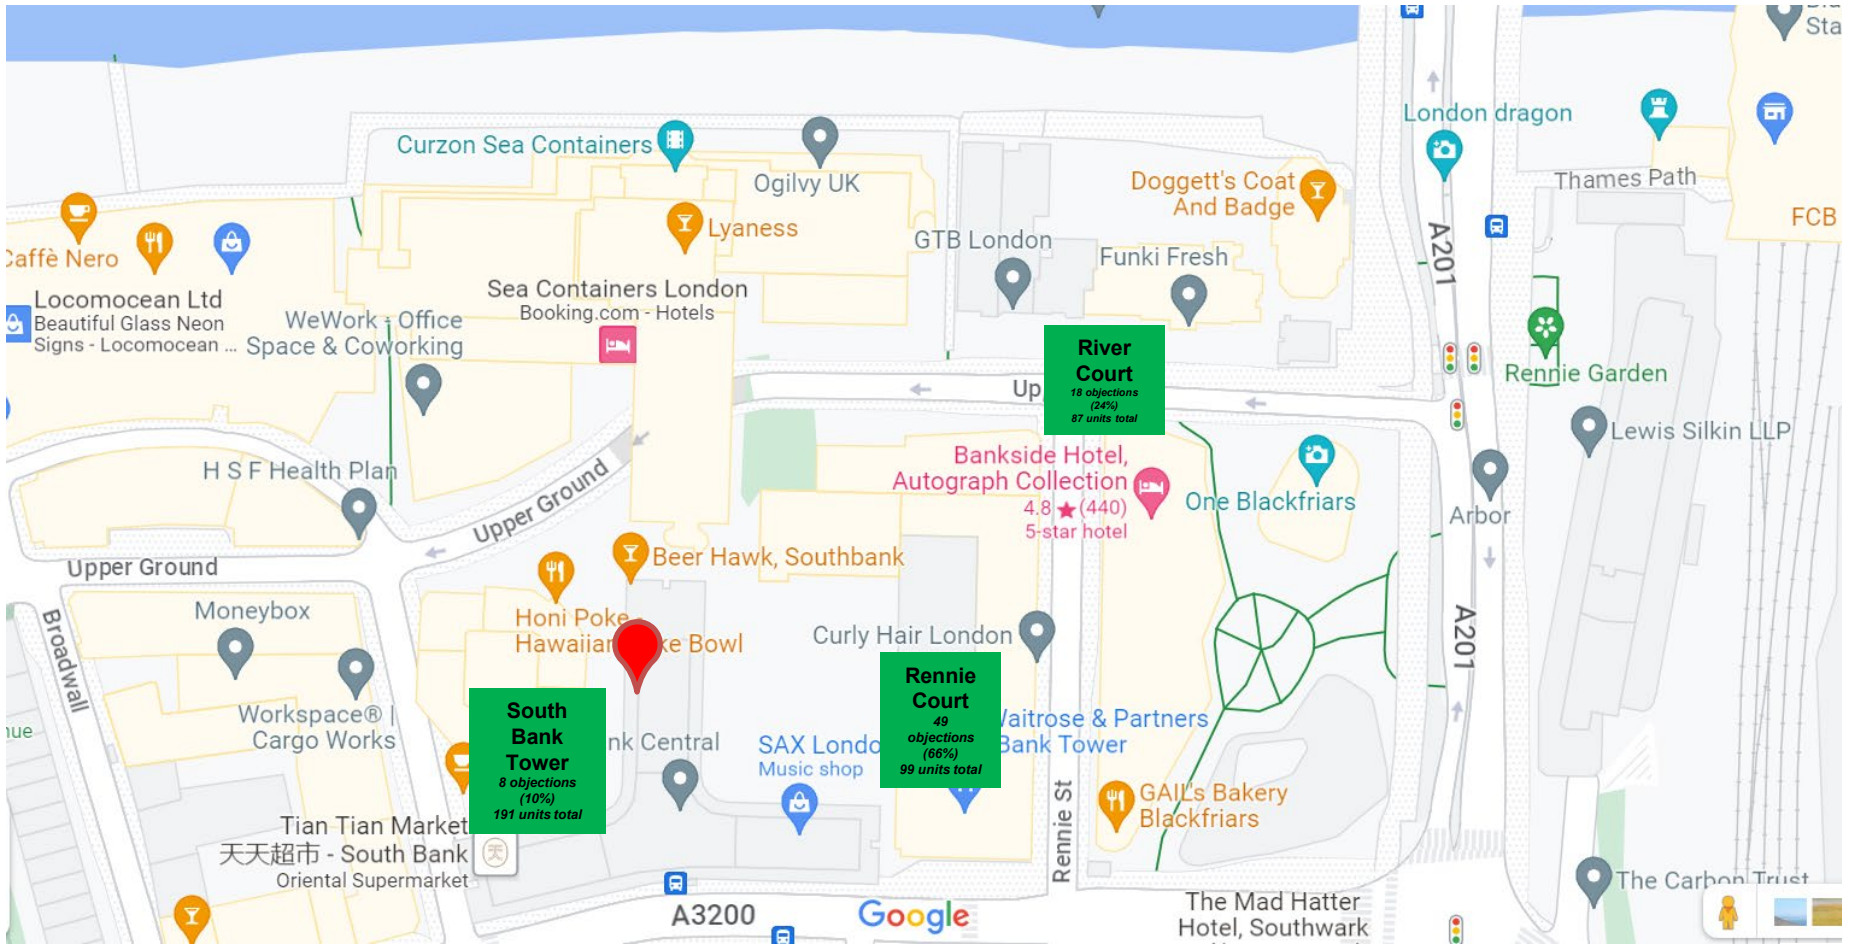 Sta
London dragon
Curzon Sea Containers
Ogilvy UK
Thames Path
Doggett's Coat
And Badge
FCB
Lyaness
GTB London
A201
Caffè Nero
Funki Fresh
Locomocean Ltd
Beautiful Glass Neon
Signs - Locomocean ...
Sea Containers London
Booking.com - Hotels
WeWork - Office
Space & Coworking
River
Court
18 objections
(24%)
87 units total
Rennie Garden
Up
Lewis Silkin LLP
H S F Health Plan
Bankside Hotel,
Autograph Collection
4.8 ★ (440)
5-star hotel
One Blackfriars
Arbor
Upper Ground
Upper Ground
Beer Hawk, Southbank
Moneybox
Broadwall
Honi Poke
Hawaiian ke Bowl
Curly Hair London
A201
Rennie
Court
49
objections
(66%)
99 units total
South
Bank
Tower
8 objections
(10%)
191 units total
Workspace® |
Cargo Works
nue
nk Central
SAX Londo
Music shop
Waitrose & Partners
Bank Tower
GAIL's Bakery
Blackfriars
Rennie St
Tian Tian Market
天天超市 - South Bank
Oriental Supermarket
天
The Carbon Trust
A3200
Google
The Mad Hatter
Hotel, Southwark